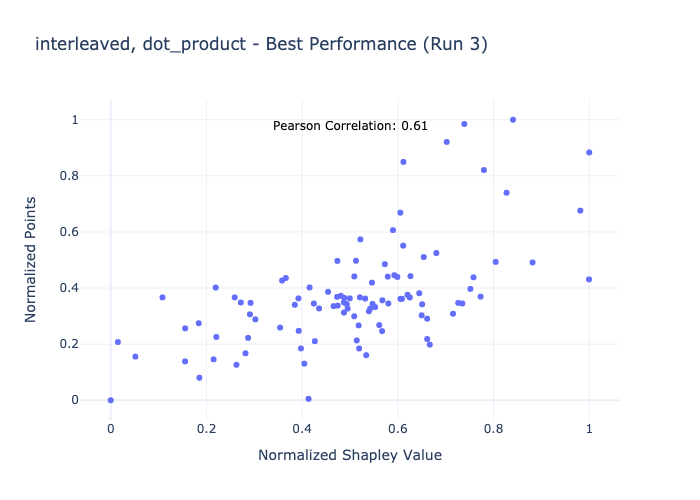 interleaved, dot_product - Best Performance (Run 3)
Pearson Correlation: 0.61
1
0.8
0.6
0.4
0.2
0
Normalized Points
0 0.2 0.4 0.6 0.8 1
Normalized Shapley Value